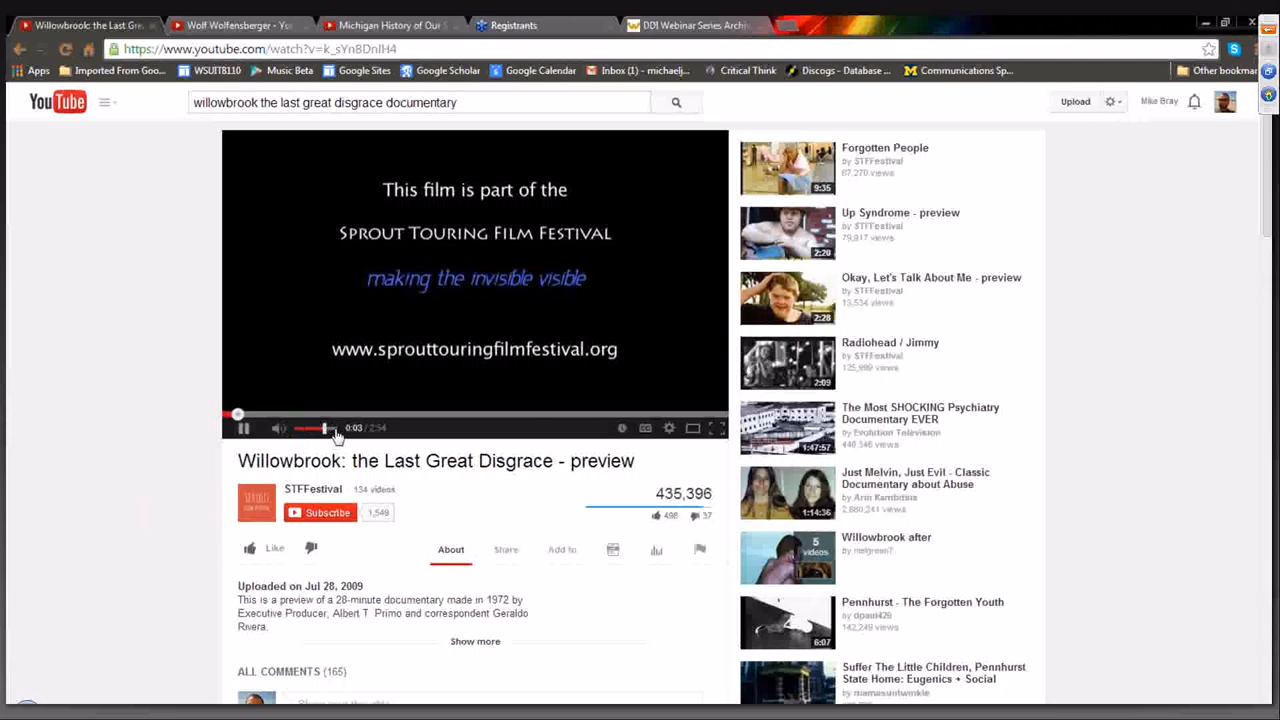 Willowbrook: the Last Gre
Wolf Wolfensberger - Yo
Michigan History of Our S
Registrants
DDI Webinar Series Archi
https://www.youtube.com/watch?v=k_sYn8DnIH4
Apps
Imported From Goo...
WSUIT8110
Music Beta
Google Sites
Google Scholar
Google Calendar
Inbox (1) - michaelj...
Critical Think
Discogs - Database ...
Communications Sp...
Other bookmar
YouTube
willowbrook the last great disgrace documentary
Upload
Mike Bray
This film is part of the
SPROUT TOURING FILM FESTIVAL
making the invisible visible
www.sprouttouringfilmfestival.org
0:03 / 2:54
Willowbrook: the Last Great Disgrace - preview
STFFestival 134 videos
Subscribe 1,549
435,396
498 37
Like
About
Share
Add to
Uploaded on Jul 28, 2009
This is a preview of a 28-minute documentary made in 1972 by
Executive Producer, Albert T. Primo and correspondent Geraldo
Rivera.
Show more
ALL COMMENTS (165)
Forgotten People
by STFFestival
67,270 views
9:35
Up Syndrome - preview
by STFFestival
79,817 views
2:20
Okay, Let's Talk About Me - preview
by STFFestival
13,534 views
2:28
Radiohead / Jimmy
by STFFestival
125,999 views
2:09
The Most SHOCKING Psychiatry
Documentary EVER
by Evolution Television
1:47:57
Just Melvin, Just Evil - Classic
Documentary about Abuse
1:14:36
Willowbrook after
5
videos
Pennhurst - The Forgotten Youth
by dpaul426
142,249 views
6:07
Suffer The Little Children, Pennhurst
State Home: Eugenics + Social